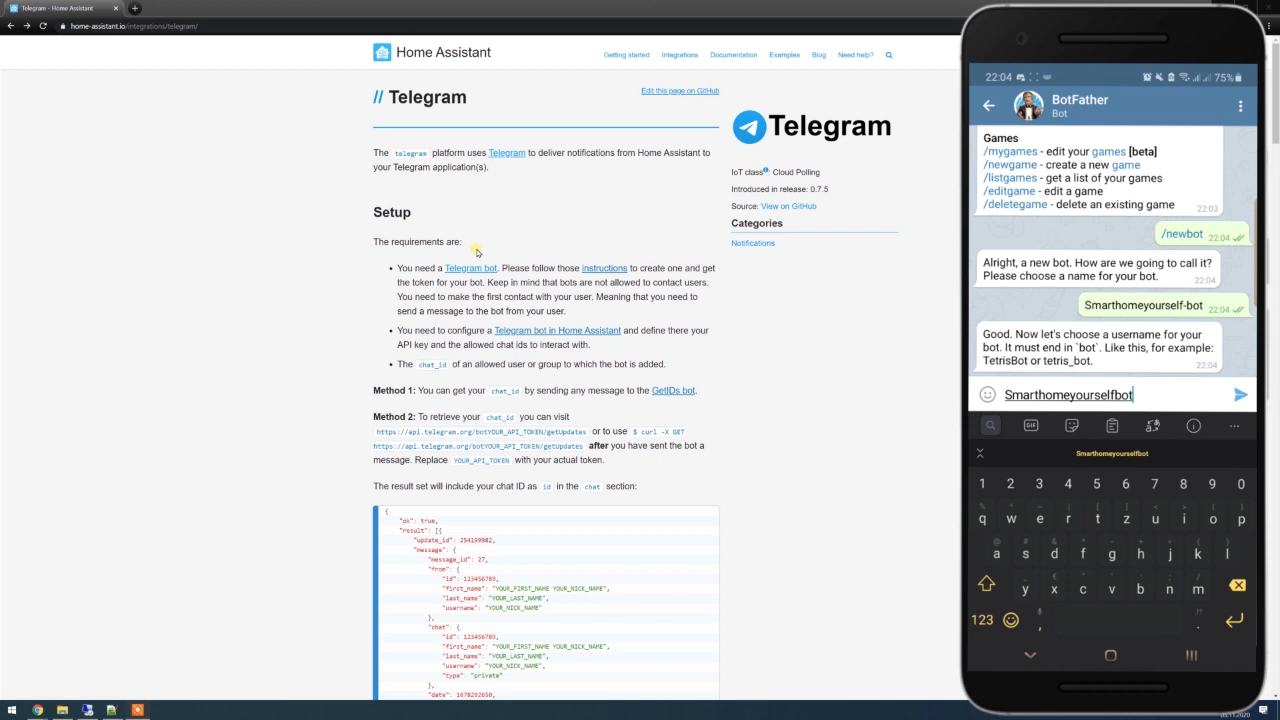 Telegram - Home Assistant
home-assistant.io/integrations/telegram/
Home Assistant
Getting started Integrations Documentation Examples Blog Need help?
// Telegram
Edit this page on GitHub
The telegram platform uses Telegram to deliver notifications from Home Assistant to
your Telegram application(s).
Setup
The requirements are:
• You need a Telegram bot. Please follow those instructions to create one and get
the token for your bot. Keep in mind that bots are not allowed to contact users.
You need to make the first contact with your user. Meaning that you need to
send a message to the bot from your user.
• You need to configure a Telegram bot in Home Assistant and define there your
API key and the allowed chat ids to interact with.
• The chat_id of an allowed user or group to which the bot is added.
Method 1: You can get your chat_id by sending any message to the GetIDs bot.
Method 2: To retrieve your chat_id you can visit
https://api.telegram.org/botYOUR_API_TOKEN/getUpdates or to use $ curl -X GET
https://api.telegram.org/botYOUR_API_TOKEN/getUpdates after you have sent the bot a
message. Replace YOUR_API_TOKEN with your actual token.
The result set will include your chat ID as id in the chat section:
{
"ok": true,
"result": [{
"update_id": 254199982,
"message": {
"message_id": 27,
"from": {
"id": 123456789,
"first_name": "YOUR_FIRST_NAME YOUR_NICK_NAME",
"last_name": "YOUR_LAST_NAME",
"username": "YOUR_NICK_NAME"
},
"chat": {
"id": 123456789,
"first_name": "YOUR_FIRST_NAME YOUR_NICK_NAME",
"last_name": "YOUR_LAST_NAME",
"username": "YOUR_NICK_NAME",
"type": "private"
},
"date": 1678292650,
Telegram
IoT class: Cloud Polling
Introduced in release: 0.7.5
Source: View on GitHub
Categories
Notifications
22:04 75%
BotFather
Bot
Games
/mygames - edit your games [beta]
/newgame - create a new game
/listgames - get a list of your games
/editgame - edit a game
/deletegame - delete an existing game 22:03
/newbot 22:04
Alright, a new bot. How are we going to call it?
Please choose a name for your bot. 22:04
Smarthomeyourself-bot 22:04
Good. Now let's choose a username for your
bot. It must end in `bot`. Like this, for example:
TetrisBot or tetris_bot. 22:04
Smarthomeyourselfbot
GIF
Smarthomeyourselfbot
1 2 3 4 5 6 7 8 9 0
q w e r t z u i o p
a s d f g h j k l
y x c v b n m
123 , .